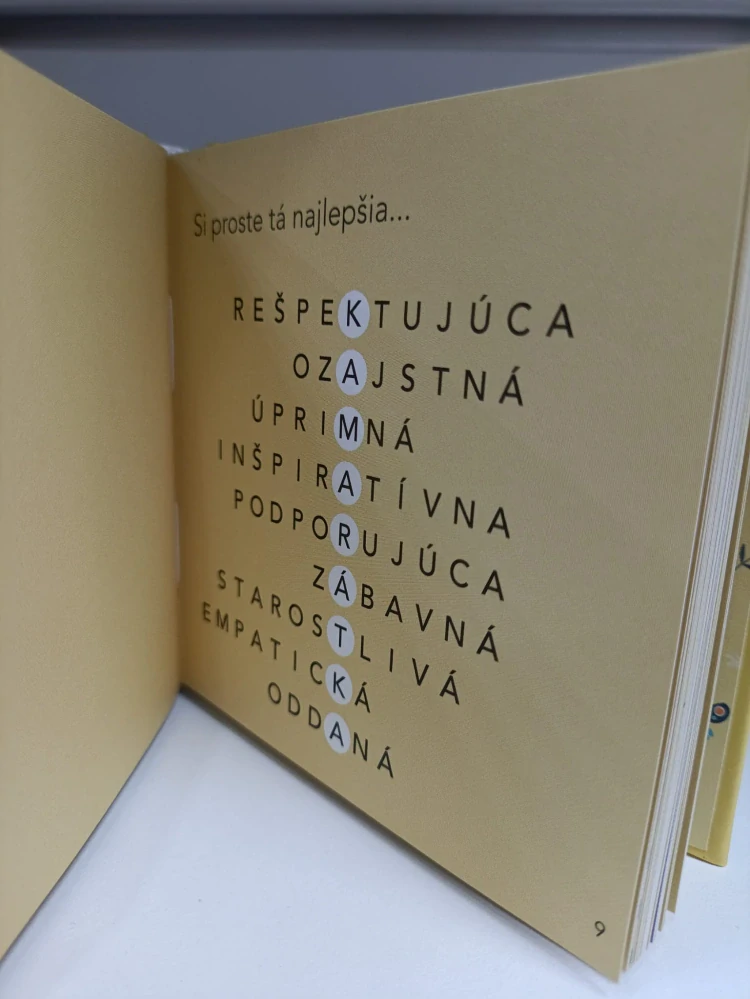 Si proste tá najlepšia...
REŠPEKTUJÚCA
OZAJSTNÁ
ÚPRIMNÁ
INŠPIRATÍVNA
PODPORUJÚCA
ZÁBAVNÁ
STAROSTLIVÁ
EMPATICKÁ
ODDANÁ
9